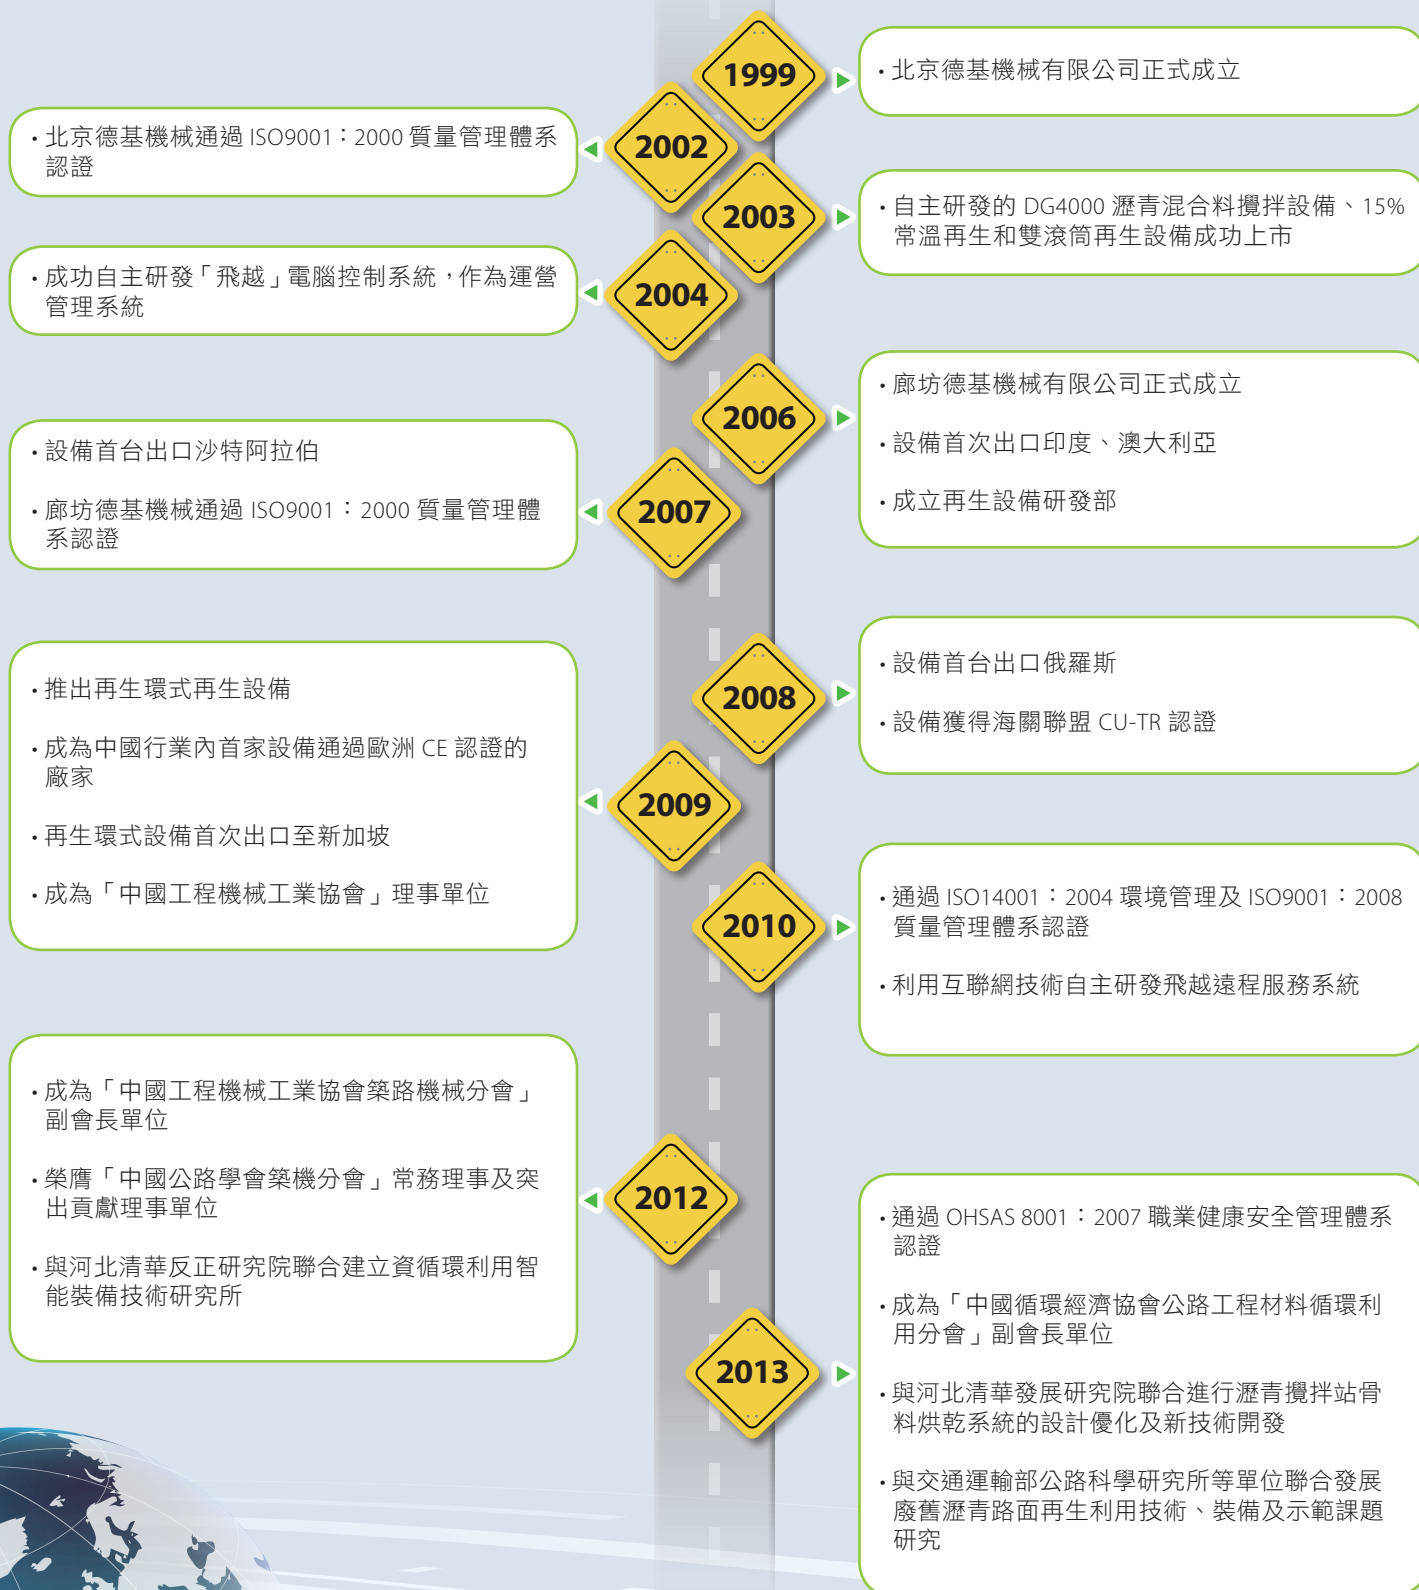 1999
• 北京德基機械有限公司正式成立
2002
• 北京德基機械通過 ISO9001：2000 質量管理體系
認證
2003
• 自主研發的 DG4000 瀝青混合料攪拌設備、15%
常溫再生和雙滾筒再生設備成功上市
2004
• 成功自主研發「飛越」電腦控制系統，作為運營
管理系統
2006
• 廊坊德基機械有限公司正式成立
• 設備首次出口印度、澳大利亞
• 成立再生設備研發部
2007
• 設備首台出口沙特阿拉伯
• 廊坊德基機械通過 ISO9001：2000 質量管理體
系認證
2008
• 設備首台出口俄羅斯
• 設備獲得海關聯盟 CU-TR 認證
2009
• 推出再生環式再生設備
• 成為中國行業內首家設備通過歐洲 CE 認證的
廠家
• 再生環式設備首次出口至新加坡
• 成為「中國工程機械工業協會」理事單位
2010
• 通過 ISO14001：2004 環境管理及 ISO9001：2008
質量管理體系認證
• 利用互聯網技術自主研發飛越遠程服務系統
2012
• 成為「中國工程機械工業協會築路機械分會」
副會長單位
• 榮膺「中國公路學會築機分會」常務理事及突
出貢獻理事單位
• 與河北清華反正研究院聯合建立資循環利用智
能裝備技術研究所
2013
• 通過 OHSAS 8001：2007 職業健康安全管理體系
認證
• 成為「中國循環經濟協會公路工程材料循環利
用分會」副會長單位
• 與河北清華發展研究院聯合進行瀝青攪拌站骨
料烘乾系統的設計優化及新技術開發
• 與交通運輸部公路科學研究所等單位聯合發展
廢舊瀝青路面再生利用技術、裝備及示範課題
研究